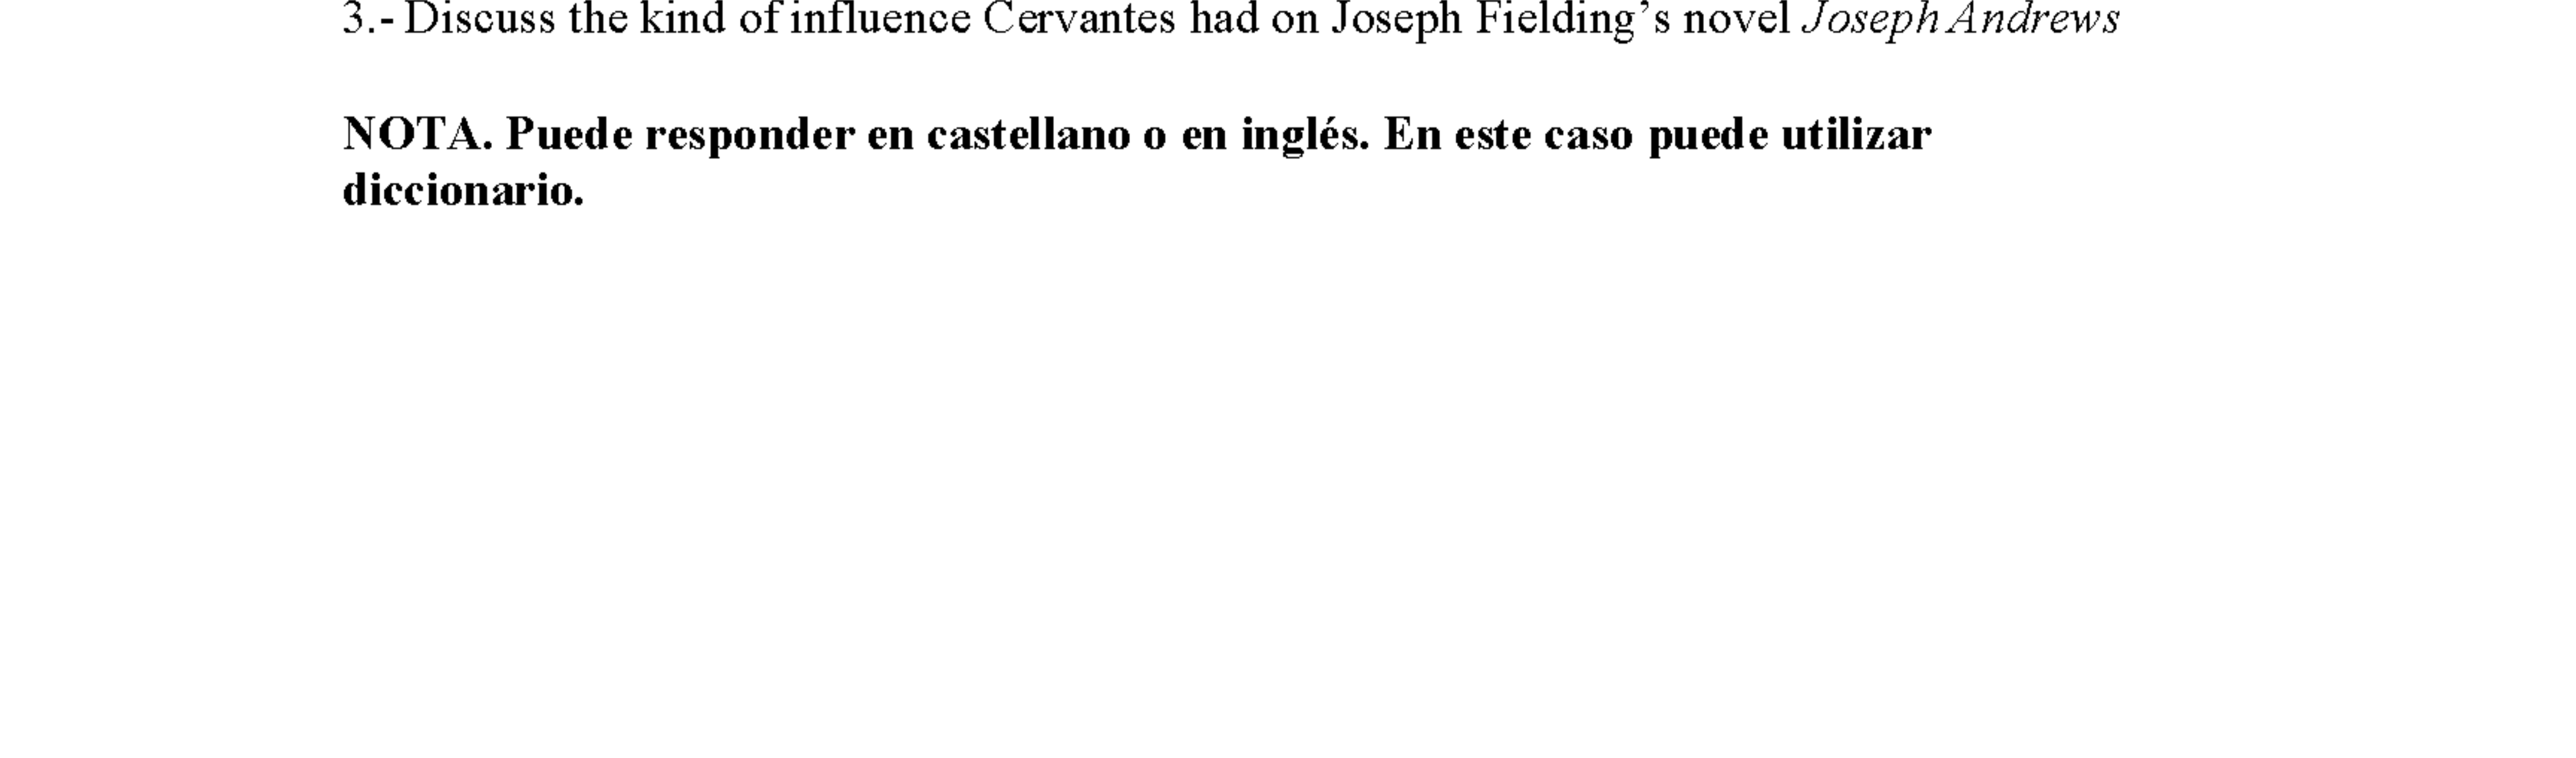 3.- Discuss the kind of influence Cervantes had on Joseph Fielding’s novel Joseph Andrews
NOTA. Puede responder en castellano o en inglés. En este caso puede utilizar
diccionario.